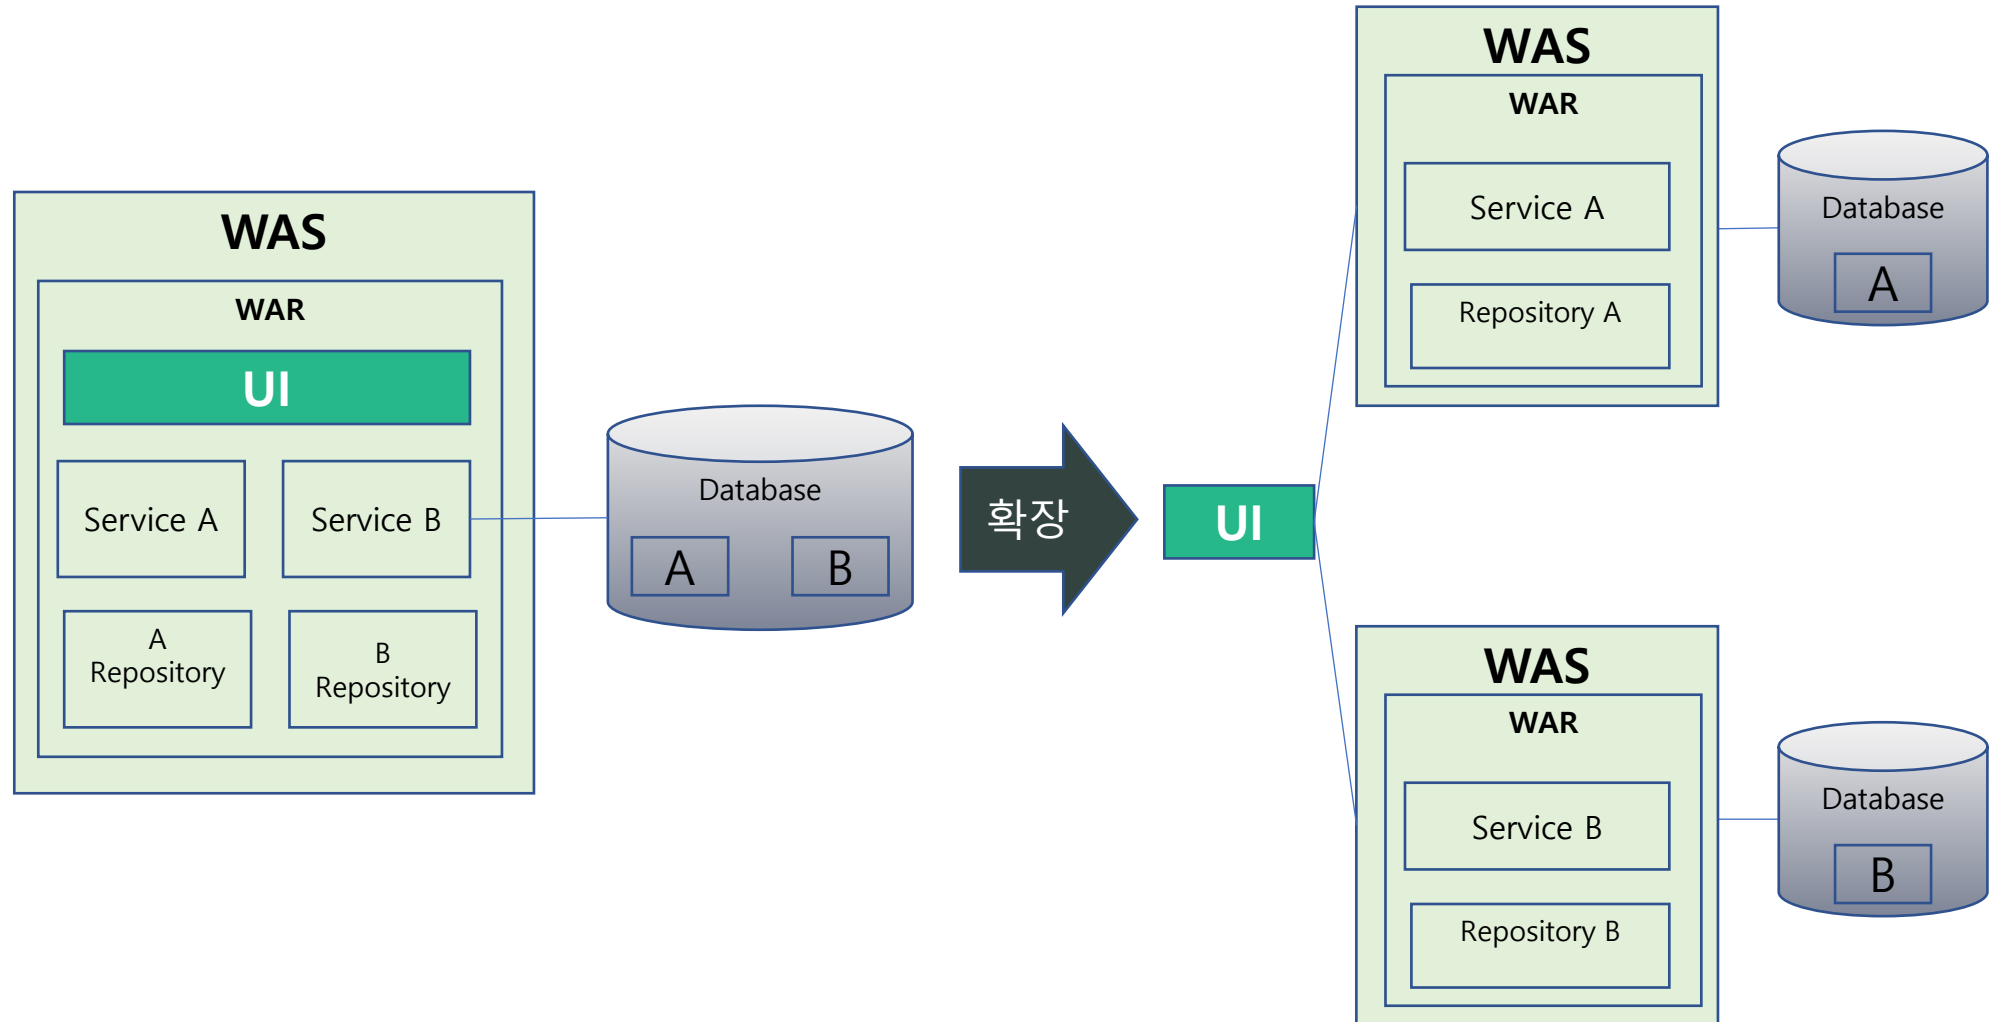 WAS
WAR
UI
Service A
Service B
A
Repository
B
Repository
Database
A
B
확장
UI
WAS
WAR
Service A
Repository A
Database
A
WAS
WAR
Service B
Repository B
Database
B